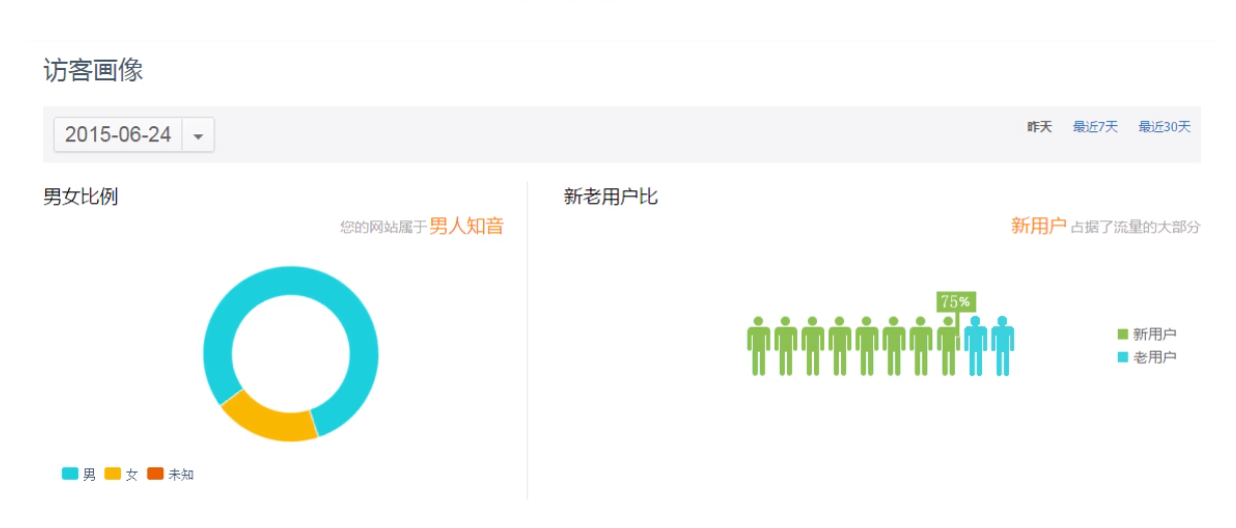 访客画像
2015-06-24
昨天 最近7天 最近30天
男女比例
您的网站属于男人知音
男 女 未知
新老用户比
新用户 占据了流量的大部分
75%
新用户
老用户